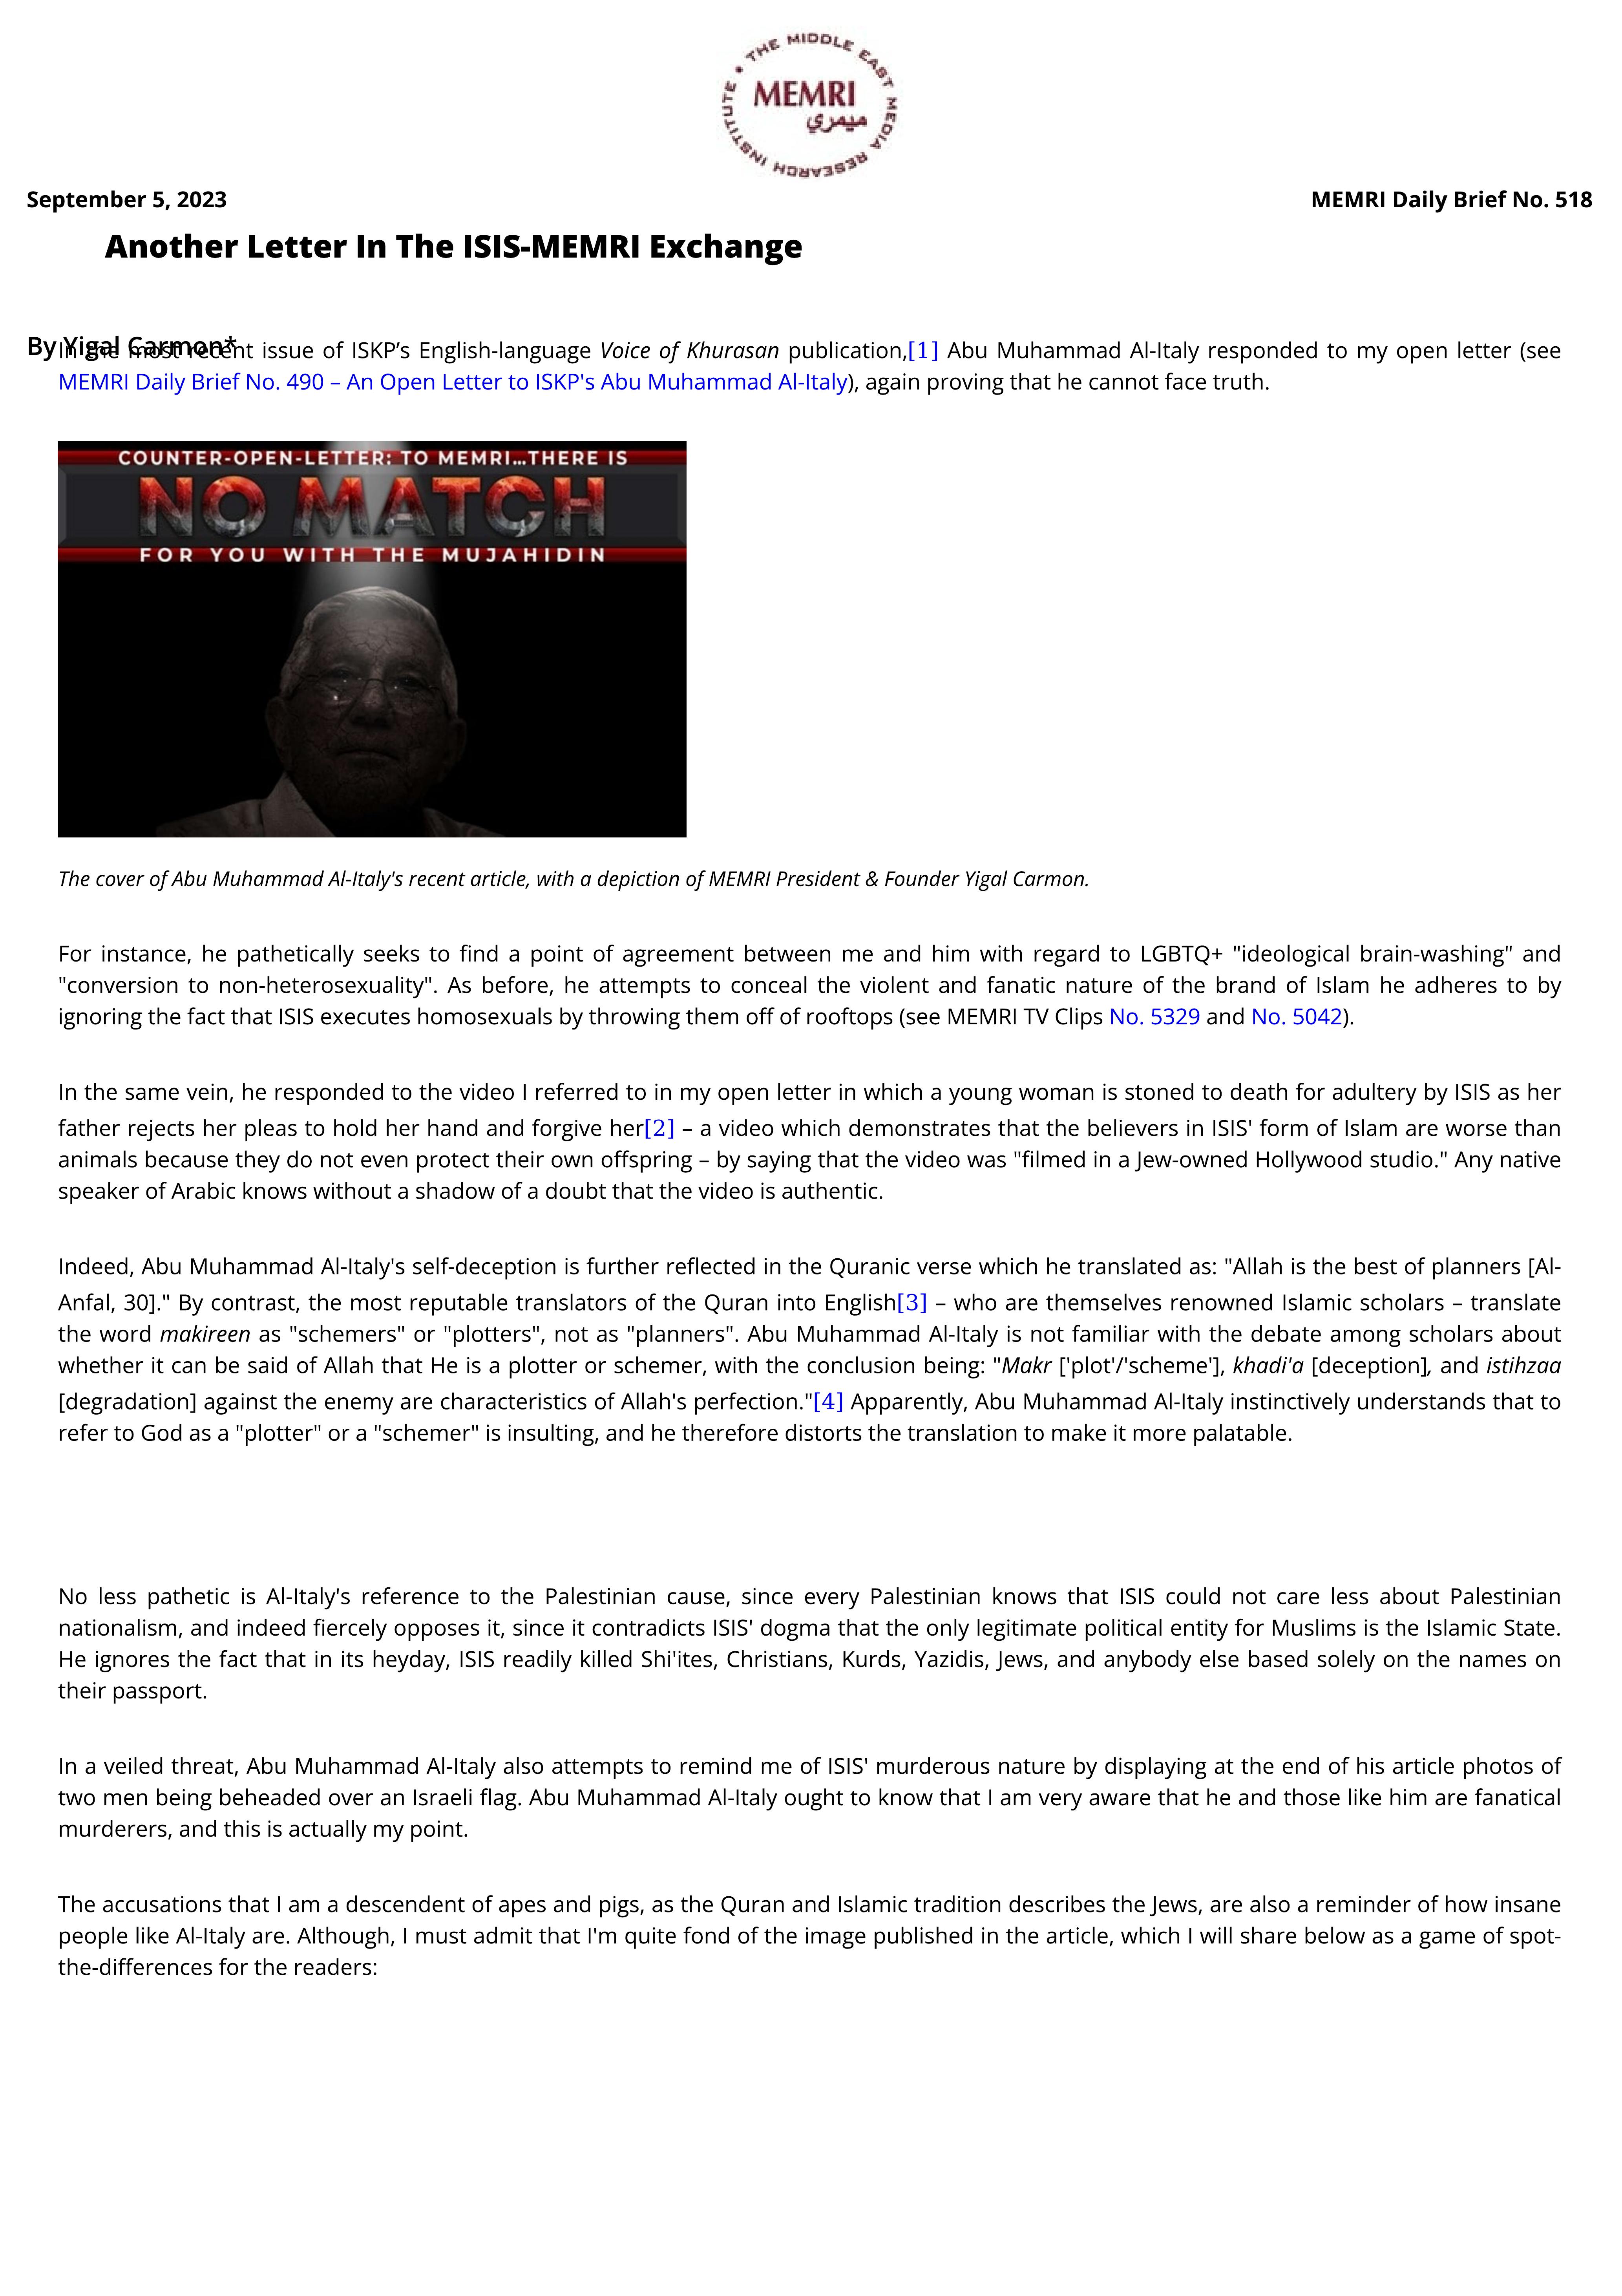 THE MIDDLE EAST MEDIA RESEARCH INSTITUTE
MEMRI
ميمري
September 5, 2023
MEMRI Daily Brief No. 518
Another Letter In The ISIS-MEMRI Exchange
By Yigal Carmon*
In the most recent issue of ISKP’s English-language Voice of Khurasan publication,[1] Abu Muhammad Al-Italy responded to my open letter (see
MEMRI Daily Brief No. 490 – An Open Letter to ISKP's Abu Muhammad Al-Italy), again proving that he cannot face truth.
COUNTER-OPEN-LETTER: TO MEMRI...THERE IS
NO MATCH
FOR YOU WITH THE MUJAHIDIN
The cover of Abu Muhammad Al-Italy's recent article, with a depiction of MEMRI President & Founder Yigal Carmon.
For instance, he pathetically seeks to find a point of agreement between me and him with regard to LGBTQ+ "ideological brain-washing" and
"conversion to non-heterosexuality". As before, he attempts to conceal the violent and fanatic nature of the brand of Islam he adheres to by
ignoring the fact that ISIS executes homosexuals by throwing them off of rooftops (see MEMRI TV Clips No. 5329 and No. 5042).
In the same vein, he responded to the video I referred to in my open letter in which a young woman is stoned to death for adultery by ISIS as her
father rejects her pleas to hold her hand and forgive her[2] – a video which demonstrates that the believers in ISIS' form of Islam are worse than
animals because they do not even protect their own offspring – by saying that the video was "filmed in a Jew-owned Hollywood studio." Any native
speaker of Arabic knows without a shadow of a doubt that the video is authentic.
Indeed, Abu Muhammad Al-Italy's self-deception is further reflected in the Quranic verse which he translated as: "Allah is the best of planners [Al-
Anfal, 30]." By contrast, the most reputable translators of the Quran into English[3] – who are themselves renowned Islamic scholars – translate
the word makireen as "schemers" or "plotters", not as "planners". Abu Muhammad Al-Italy is not familiar with the debate among scholars about
whether it can be said of Allah that He is a plotter or schemer, with the conclusion being: "Makr ['plot'/'scheme'], khadi'a [deception], and istihzaa
[degradation] against the enemy are characteristics of Allah's perfection."[4] Apparently, Abu Muhammad Al-Italy instinctively understands that to
refer to God as a "plotter" or a "schemer" is insulting, and he therefore distorts the translation to make it more palatable.
No less pathetic is Al-Italy's reference to the Palestinian cause, since every Palestinian knows that ISIS could not care less about Palestinian
nationalism, and indeed fiercely opposes it, since it contradicts ISIS' dogma that the only legitimate political entity for Muslims is the Islamic State.
He ignores the fact that in its heyday, ISIS readily killed Shi'ites, Christians, Kurds, Yazidis, Jews, and anybody else based solely on the names on
their passport.
In a veiled threat, Abu Muhammad Al-Italy also attempts to remind me of ISIS' murderous nature by displaying at the end of his article photos of
two men being beheaded over an Israeli flag. Abu Muhammad Al-Italy ought to know that I am very aware that he and those like him are fanatical
murderers, and this is actually my point.
The accusations that I am a descendent of apes and pigs, as the Quran and Islamic tradition describes the Jews, are also a reminder of how insane
people like Al-Italy are. Although, I must admit that I'm quite fond of the image published in the article, which I will share below as a game of spot-
the-differences for the readers: